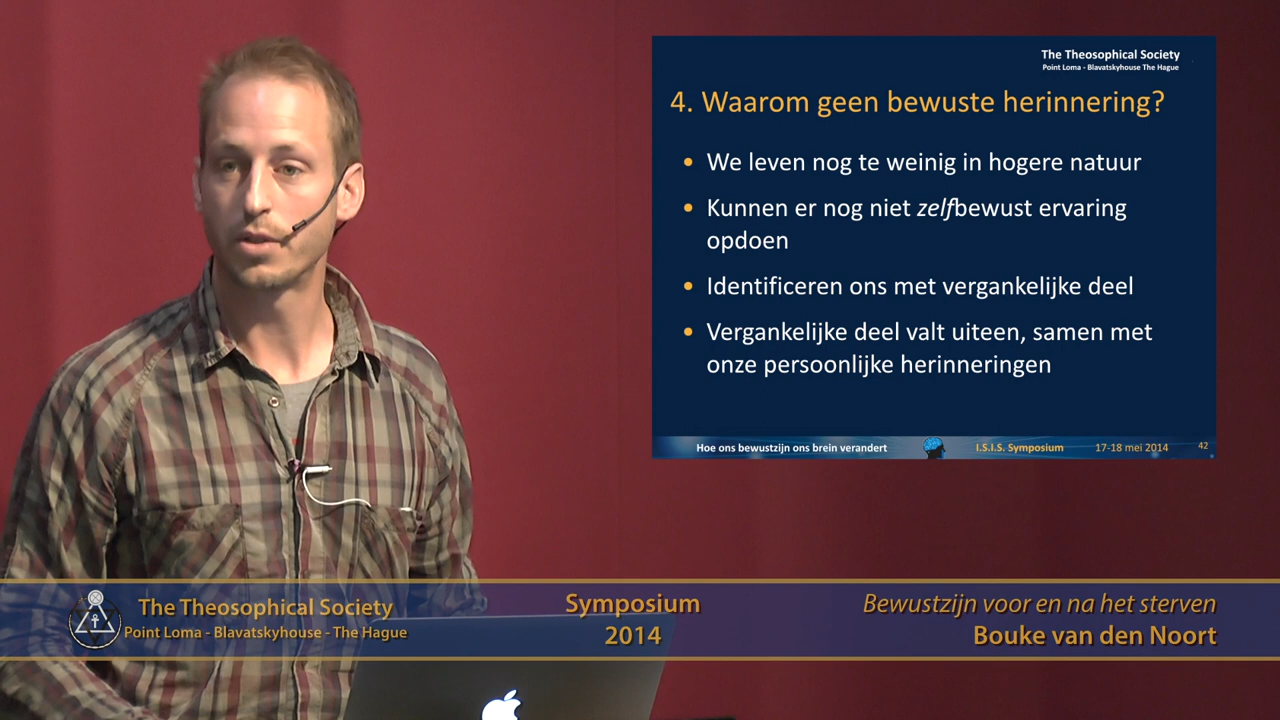 The Theosophical Society
Point Loma - Blavatskyhouse The Hague
4. Waarom geen bewuste herinnering?
• We leven nog te weinig in hogere natuur
• Kunnen er nog niet zelfbewust ervaring
opdoen
• Identificeren ons met vergankelijke deel
• Vergankelijke deel valt uiteen, samen met
onze persoonlijke herinneringen
Hoe ons bewustzijn ons brein verandert
I.S.I.S. Symposium
17-18 mei 2014
42
The Theosophical Society
Point Loma - Blavatskyhouse - The Hague
Symposium
2014
Bewustzijn voor en na het sterven
Bouke van den Noort